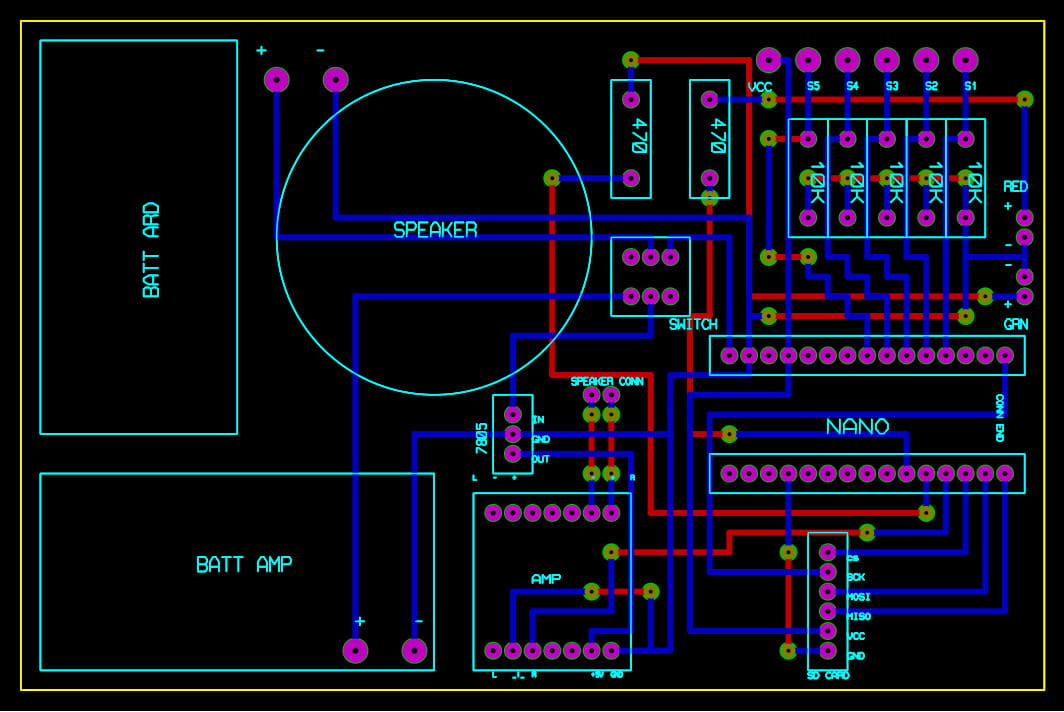 + -
VCC S5 S4 S3 S2 S1
470 470
10K 10K 10K 10K 10K
RED
+
-
-
+
GRN
BATT ARD
SPEAKER
SWITCH
SPEAKER CONN
7805
IN
GND
OUT
CONN END
NANO
L - + R
BATT AMP
AMP
+ -
L R +5V GND
CS
SCK
MOSI
MISO
VCC
GND
SD CARD